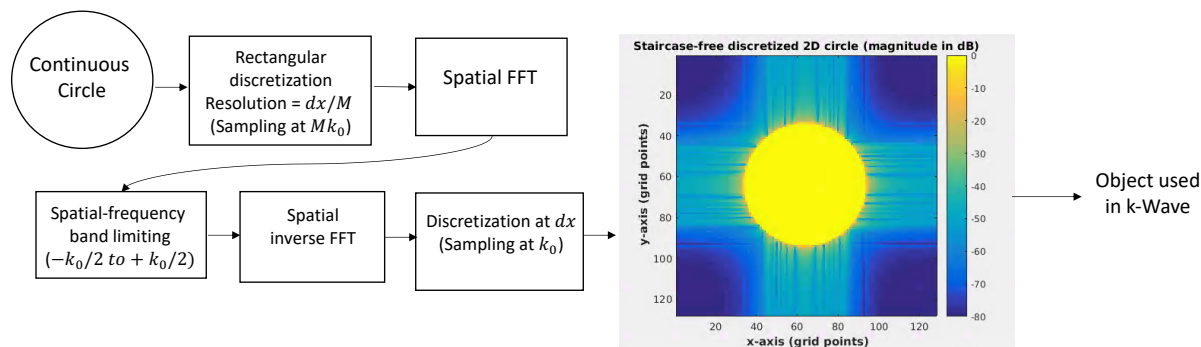 Continuous
Circle
Rectangular
discretization
Resolution = dx/M
(Sampling at Mk₀)
Spatial FFT
Spatial-frequency
band limiting
(−k₀/2 to + k₀/2)
Spatial
inverse FFT
Discretization at dx
(Sampling at k₀)
Staircase-free discretized 2D circle (magnitude in dB)
y-axis (grid points)
20
40
60
80
100
120
20 40 60 80 100 120
x-axis (grid points)
0
-10
-20
-30
-40
-50
-60
-70
-80
Object used
in k-Wave